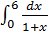 ∫₀⁶ dx/(1+x)